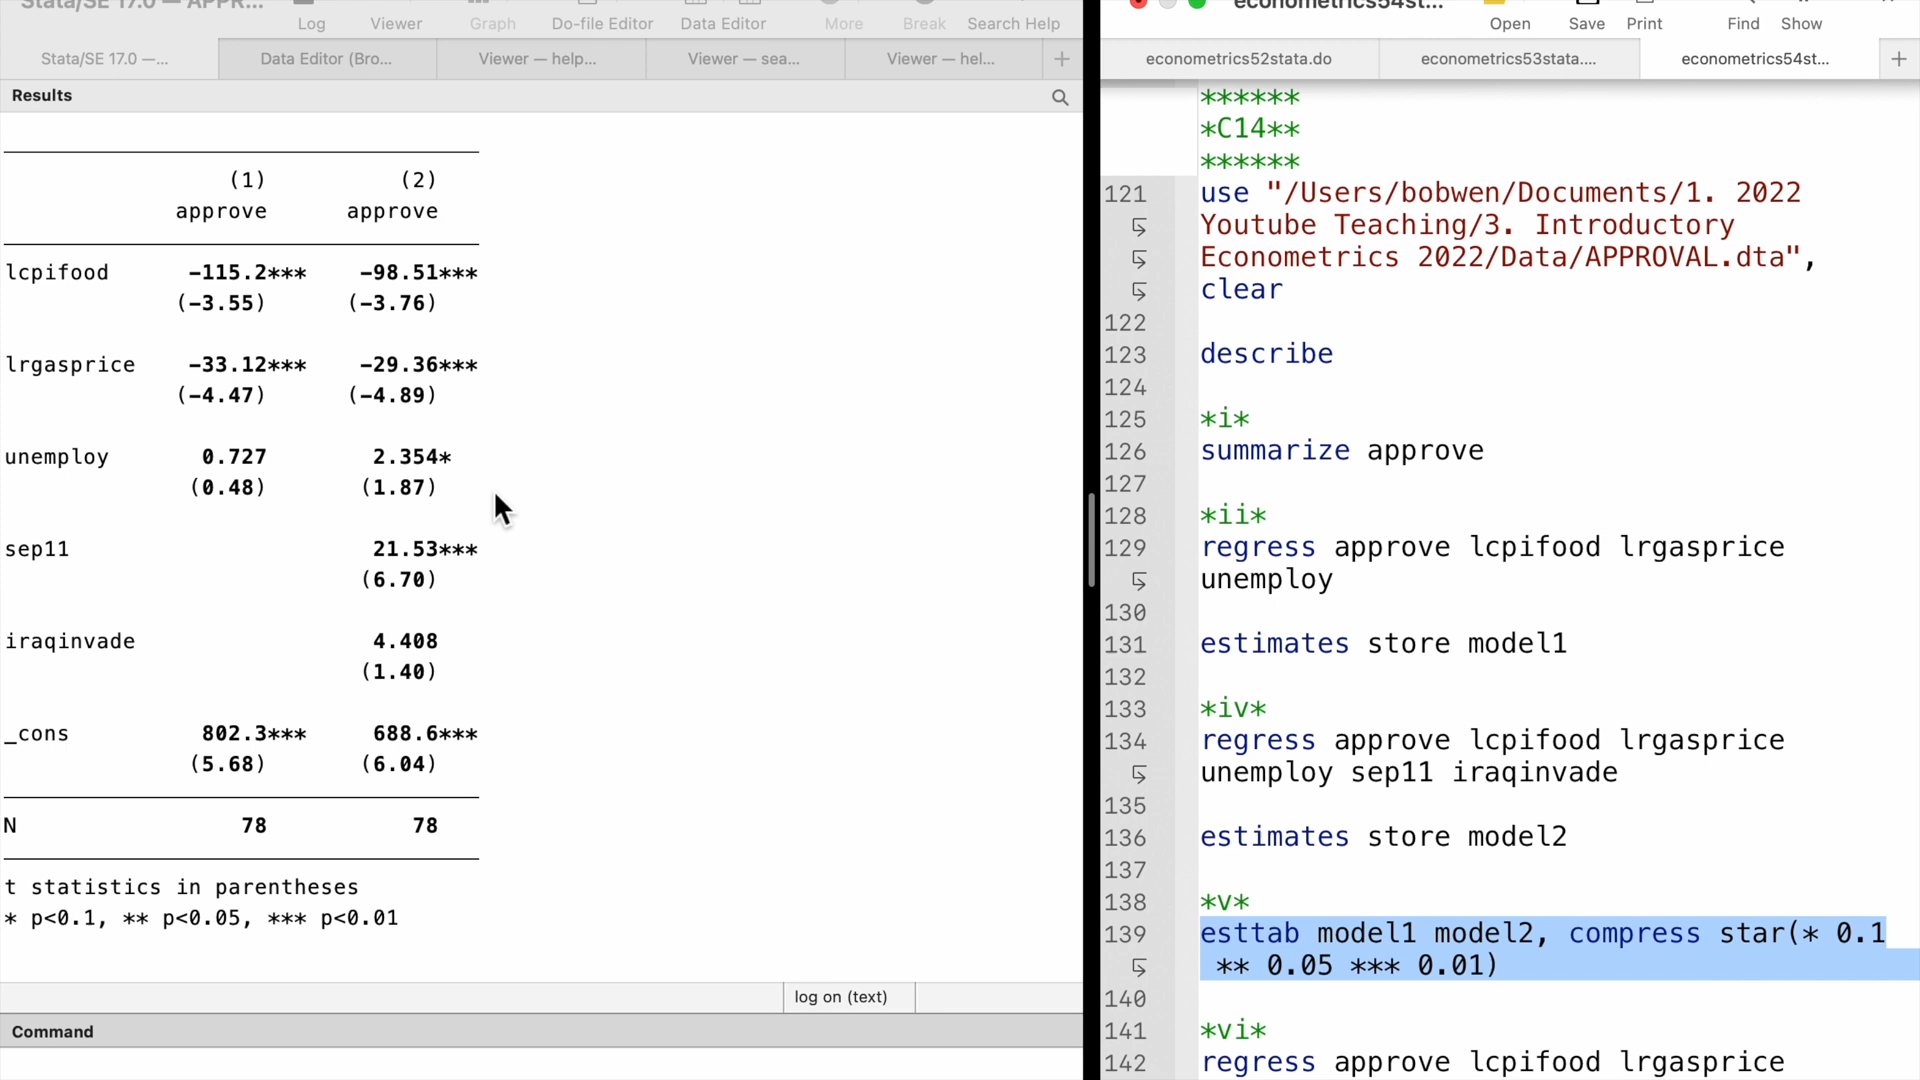 Stata/SE 17.0 — APPR...
Log Viewer Graph Do-file Editor Data Editor More Break Search Help
Stata/SE 17.0 —... Data Editor (Bro... Viewer — help... Viewer — sea... Viewer — hel... +
Results
(1) (2)
approve approve
lcpifood -115.2*** -98.51***
(-3.55) (-3.76)
lrgasprice -33.12*** -29.36***
(-4.47) (-4.89)
unemploy 0.727 2.354*
(0.48) (1.87)
sep11 21.53***
(6.70)
iraqinvade 4.408
(1.40)
_cons 802.3*** 688.6***
(5.68) (6.04)
N 78 78
t statistics in parentheses
* p<0.1, ** p<0.05, *** p<0.01
log on (text)
Command
econometrics54st...
Open Save Print Find Show
econometrics52stata.do econometrics53stata.... econometrics54st... +
******
*C14**
******
121 use "/Users/bobwen/Documents/1. 2022
Youtube Teaching/3. Introductory
Econometrics 2022/Data/APPROVAL.dta",
clear
122
123 describe
124
125 *i*
126 summarize approve
127
128 *ii*
129 regress approve lcpifood lrgasprice
unemploy
130
131 estimates store model1
132
133 *iv*
134 regress approve lcpifood lrgasprice
unemploy sep11 iraqinvade
135
136 estimates store model2
137
138 *v*
139 esttab model1 model2, compress star(* 0.1
** 0.05 *** 0.01)
140
141 *vi*
142 regress approve lcpifood lrgasprice